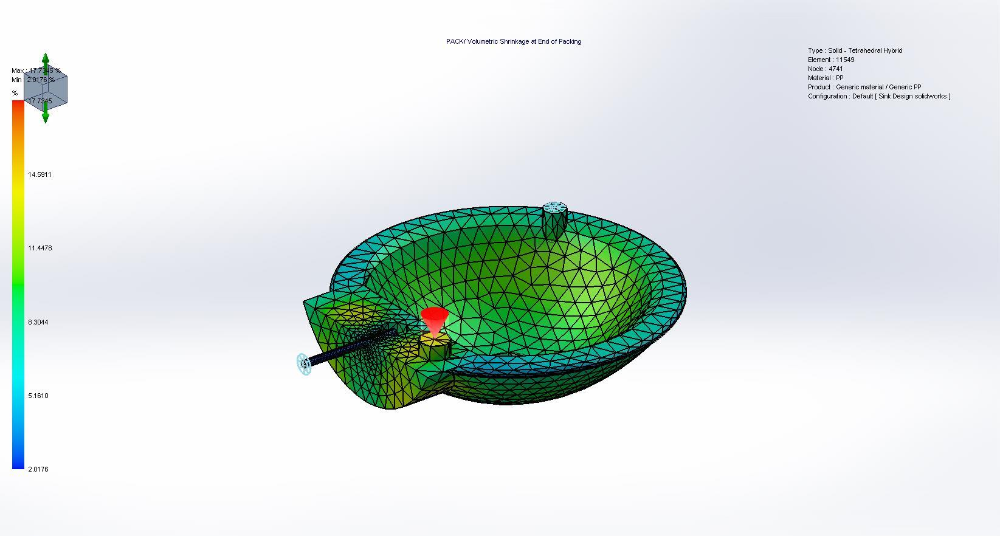 PACK/ Volumetric Shrinkage at End of Packing
Type : Solid - Tetrahedral Hybrid
Element : 11549
Node : 4741
Material : PP
Product : Generic material / Generic PP
Configuration : Default [ Sink Design solidworks ]
Max : 17.7345 %
Min : 2.0176 %
%
17.7345
14.5911
11.4478
8.3044
5.1610
2.0176